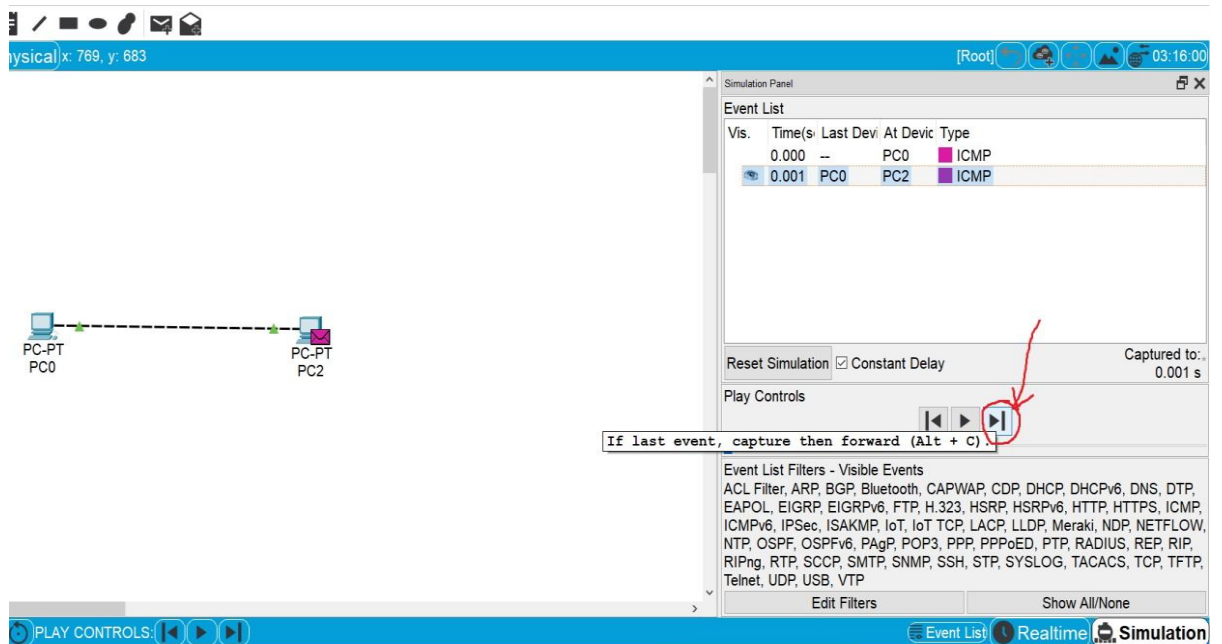 ysical x: 769, y: 683
[Root]
03:16:00
Simulation Panel
Event List
Vis. Time(s Last Devi At Devic Type
0.000 -- PC0 ICMP
0.001 PC0 PC2 ICMP
PC-PT
PC0
PC-PT
PC2
Reset Simulation Constant Delay
Captured to:
0.001 s
Play Controls
If last event, capture then forward (Alt + C).
Event List Filters - Visible Events
ACL Filter, ARP, BGP, Bluetooth, CAPWAP, CDP, DHCP, DHCPv6, DNS, DTP,
EAPOL, EIGRP, EIGRPv6, FTP, H.323, HSRP, HSRPv6, HTTP, HTTPS, ICMP,
ICMPv6, IPSec, ISAKMP, IoT, IoT TCP, LACP, LLDP, Meraki, NDP, NETFLOW,
NTP, OSPF, OSPFv6, PAgP, POP3, PPP, PPPoED, PTP, RADIUS, REP, RIP,
RIPng, RTP, SCCP, SMTP, SNMP, SSH, STP, SYSLOG, TACACS, TCP, TFTP,
Telnet, UDP, USB, VTP
Edit Filters Show All/None
PLAY CONTROLS:
Event List Realtime Simulation